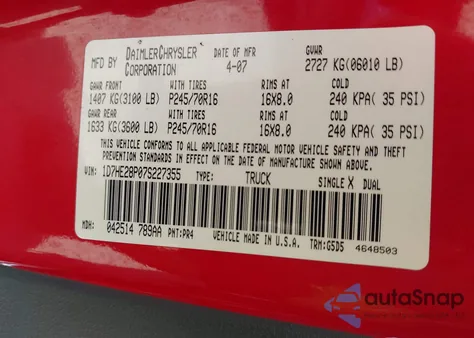 MFD BY DAIMLERCHRYSLER CORPORATION DATE OF MFR 4-07 GVWR 2727 KG(06010 LB)
GAWR FRONT WITH TIRES RIMS AT COLD
1407 KG(3100 LB) P245/70R16 16X8.0 240 KPA( 35 PSI)
GAWR REAR WITH TIRES RIMS AT COLD
1633 KG(3600 LB) P245/70R16 16X8.0 240 KPA( 35 PSI)
THIS VEHICLE CONFORMS TO ALL APPLICABLE FEDERAL MOTOR VEHICLE SAFETY AND THEFT
PREVENTION STANDARDS IN EFFECT ON THE DATE OF MANUFACTURE SHOWN ABOVE.
VIN: 1D7HE28P07S227355 TYPE: TRUCK SINGLE X DUAL
MDH: 042514 789AA PNT:PR4 VEHICLE MADE IN U.S.A. TRM:G5D5 4648503
autoSnap